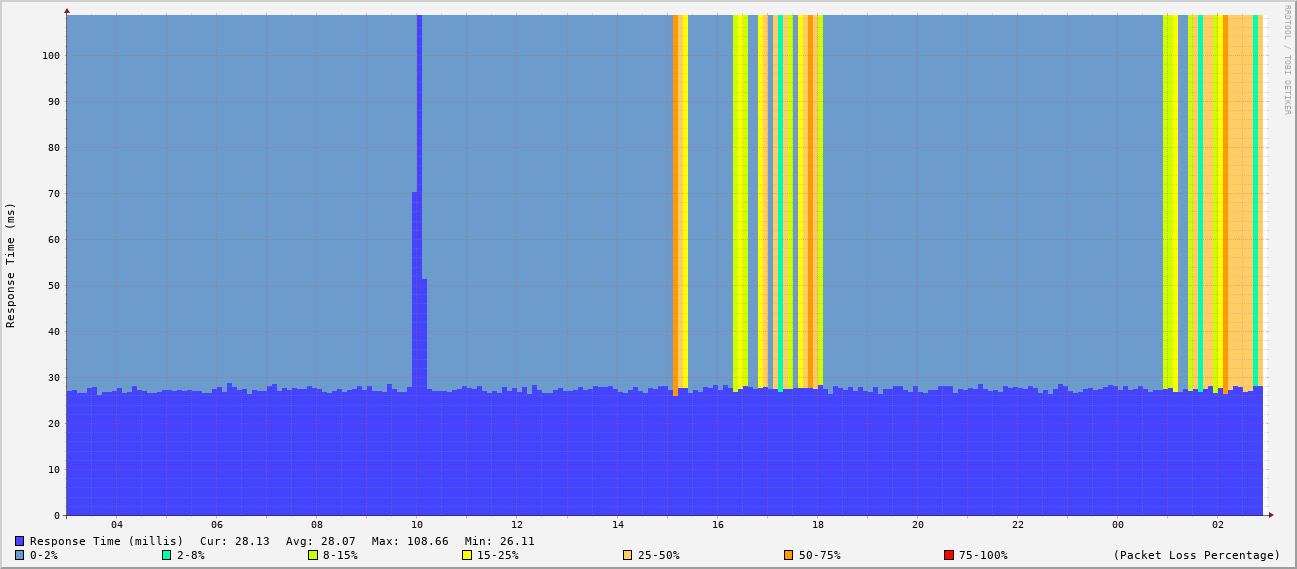 RRDTOOL / TOBI OETIKER
Response Time (ms)
100
90
80
70
60
50
40
30
20
10
0
04 06 08 10 12 14 16 18 20 22 00 02
Response Time (millis) Cur: 28.13 Avg: 28.07 Max: 108.66 Min: 26.11
0-2% 2-8% 8-15% 15-25% 25-50% 50-75% 75-100% (Packet Loss Percentage)